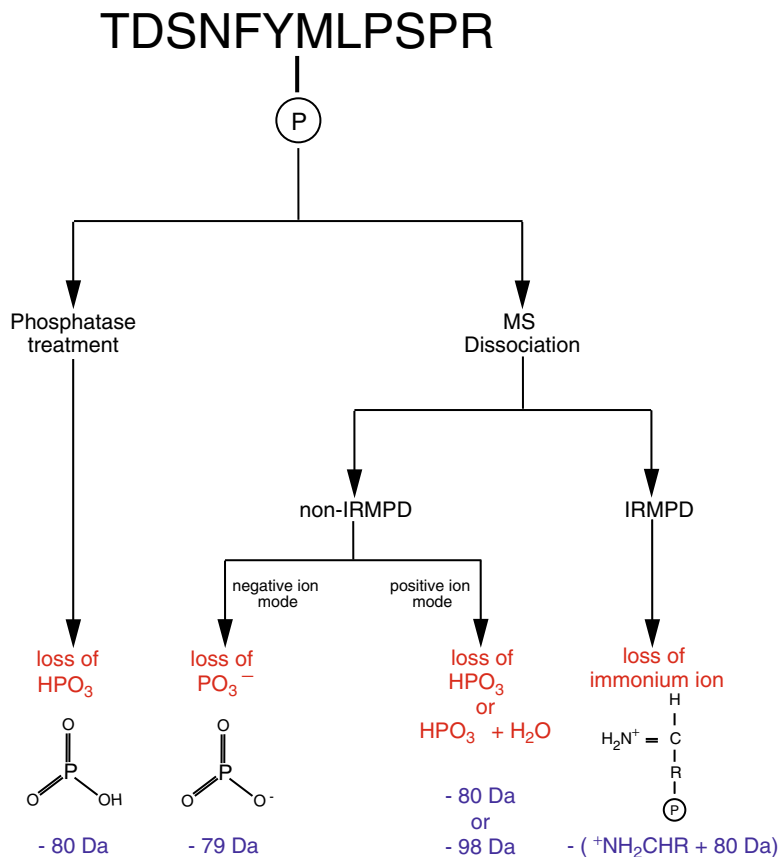 TDSNFYMLPSPR
P
Phosphatase
treatment
MS
Dissociation
non-IRMPD
IRMPD
negative ion
mode
positive ion
mode
loss of
HPO₃
loss of
PO₃⁻
loss of
HPO₃
or
HPO₃ + H₂O
loss of
immonium ion
O
P
O
OH
O
P
O
O-
H
H₂N⁺ = C
R
P
- 80 Da
- 79 Da
- 80 Da
or
- 98 Da
- ( ⁺NH₂CHR + 80 Da)